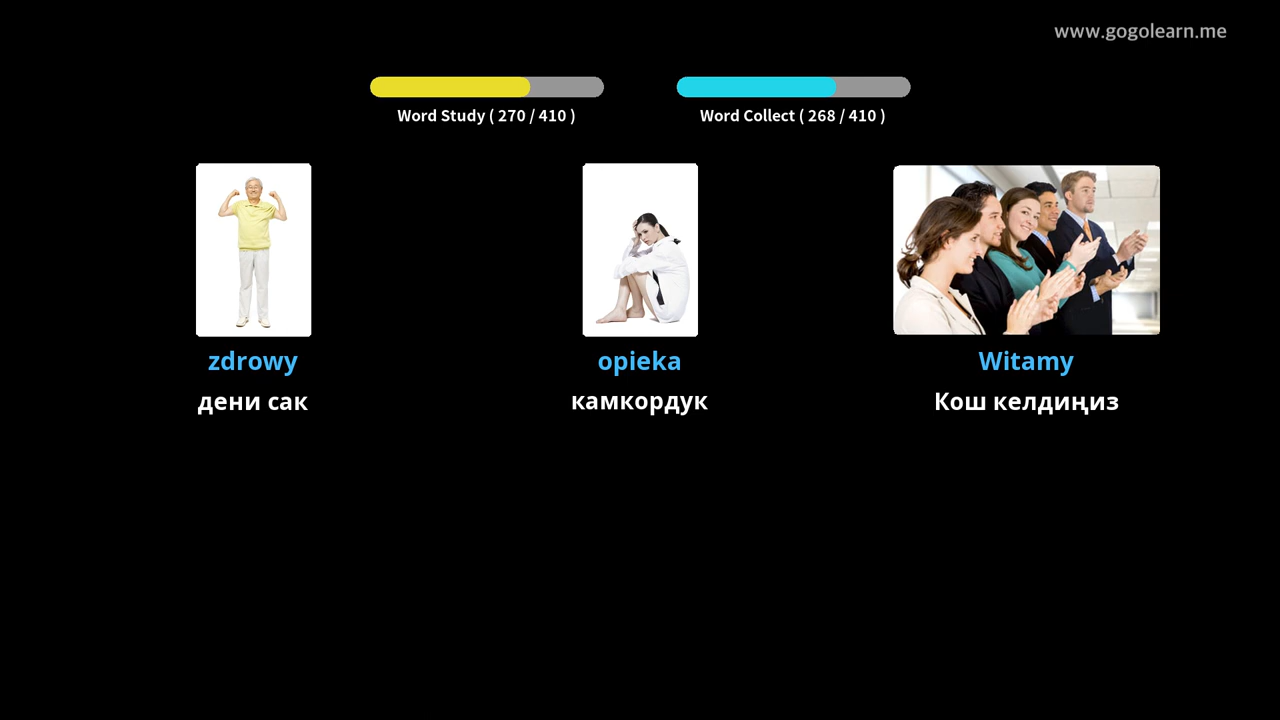 www.gogolearn.me
Word Study ( 270 / 410 )
Word Collect ( 268 / 410 )
zdrowy
дени сак
opieka
камкордук
Witamy
Кош келдиңиз